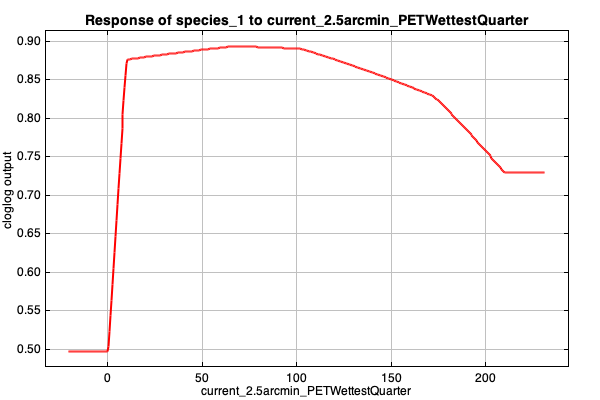 Response of species_1 to current_2.5arcmin_PETWettestQuarter
0.90
0.85
0.80
0.75
0.70
0.65
0.60
0.55
0.50
cloglog output
0 50 100 150 200
current_2.5arcmin_PETWettestQuarter